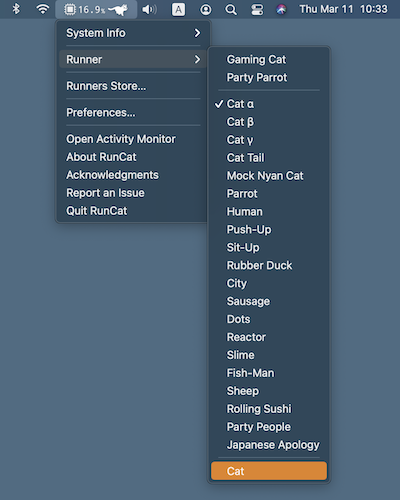 16.9% A Thu Mar 11 10:33
System Info
Runner
Runners Store...
Preferences...
Open Activity Monitor
About RunCat
Acknowledgments
Report an Issue
Quit RunCat
Gaming Cat
Party Parrot
Cat α
Cat β
Cat γ
Cat Tail
Mock Nyan Cat
Parrot
Human
Push-Up
Sit-Up
Rubber Duck
City
Sausage
Dots
Reactor
Slime
Fish-Man
Sheep
Rolling Sushi
Party People
Japanese Apology
Cat